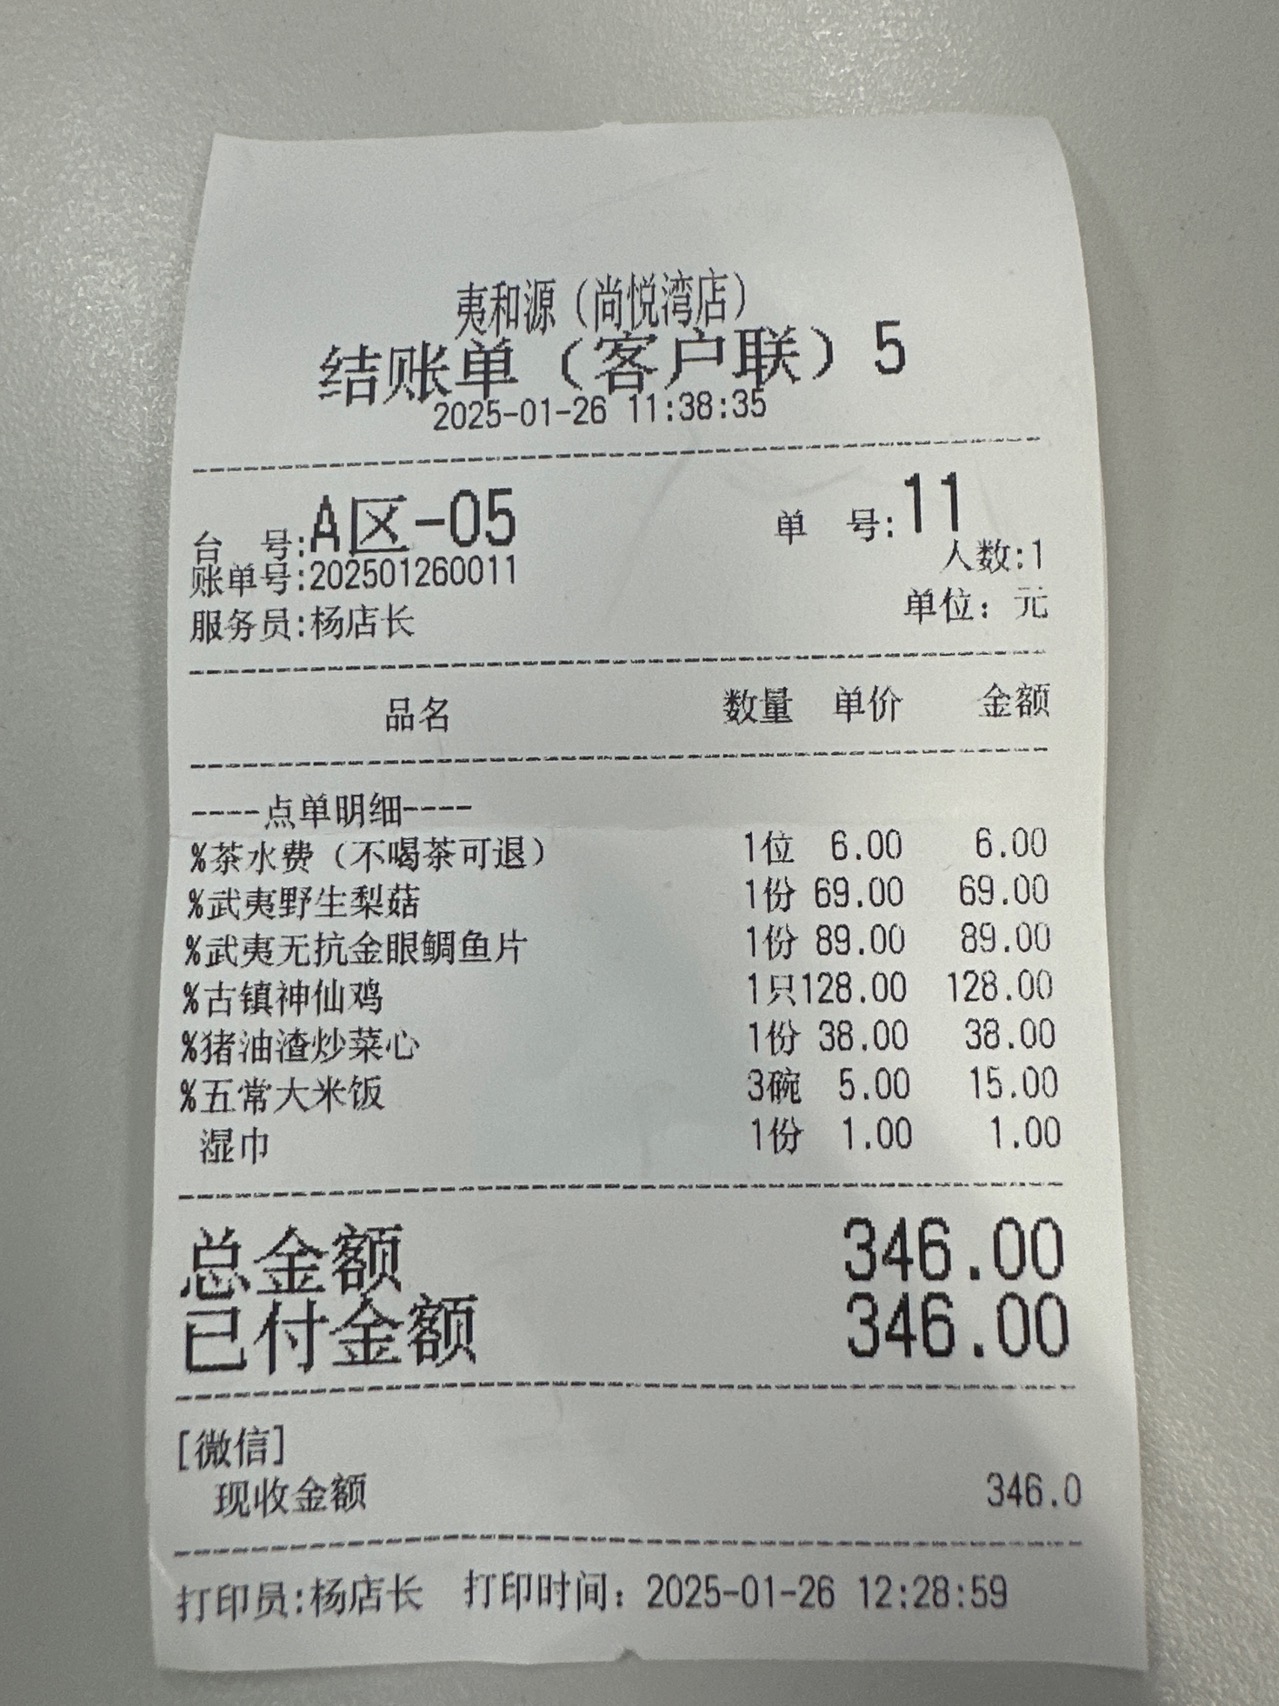 夷和源（尚悦湾店）
结账单（客户联）5
2025-01-26 11:38:35
台 号:A区-05 单 号:11
人数:1
账单号:202501260011
单位：元
服务员:杨店长
品名 数量 单价 金额
----点单明细----
%茶水费（不喝茶可退） 1位 6.00 6.00
%武夷野生梨菇 1份 69.00 69.00
%武夷无抗金眼鲷鱼片 1份 89.00 89.00
%古镇神仙鸡 1只128.00 128.00
%猪油渣炒菜心 1份 38.00 38.00
%五常大米饭 3碗 5.00 15.00
湿巾 1份 1.00 1.00
总金额 346.00
已付金额 346.00
[微信]
现收金额 346.0
打印员:杨店长 打印时间：2025-01-26 12:28:59